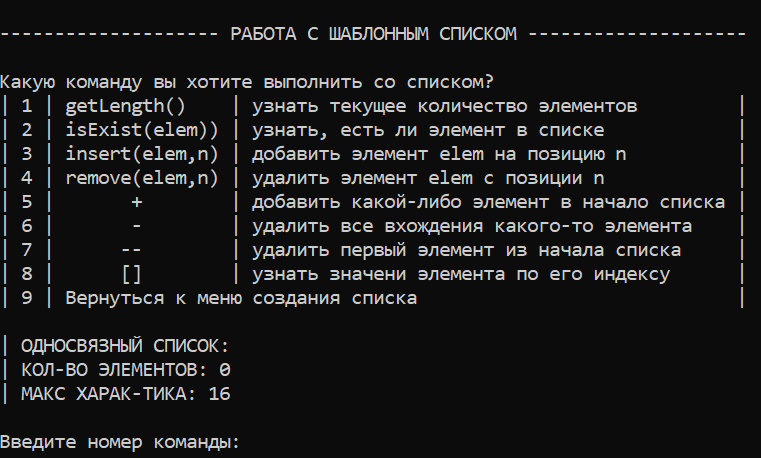 -------------------- РАБОТА С ШАБЛОННЫМ СПИСКОМ --------------------
Какую команду вы хотите выполнить со списком?
| 1 | getLength()    | узнать текущее количество элементов         |
| 2 | isExist(elem)) | узнать, есть ли элемент в списке            |
| 3 | insert(elem,n) | добавить элемент elem на позицию n          |
| 4 | remove(elem,n) | удалить элемент elem с позиции n            |
| 5 |       +        | добавить какой-либо элемент в начало списка |
| 6 |       -        | удалить все вхождения какого-то элемента    |
| 7 |      --        | удалить первый элемент из начала списка     |
| 8 |      []        | узнать значени элемента по его индексу      |
| 9 | Вернуться к меню создания списка                             |
| ОДНОСВЯЗНЫЙ СПИСОК:
| КОЛ-ВО ЭЛЕМЕНТОВ: 0
| МАКС ХАРАК-ТИКА: 16
Введите номер команды: